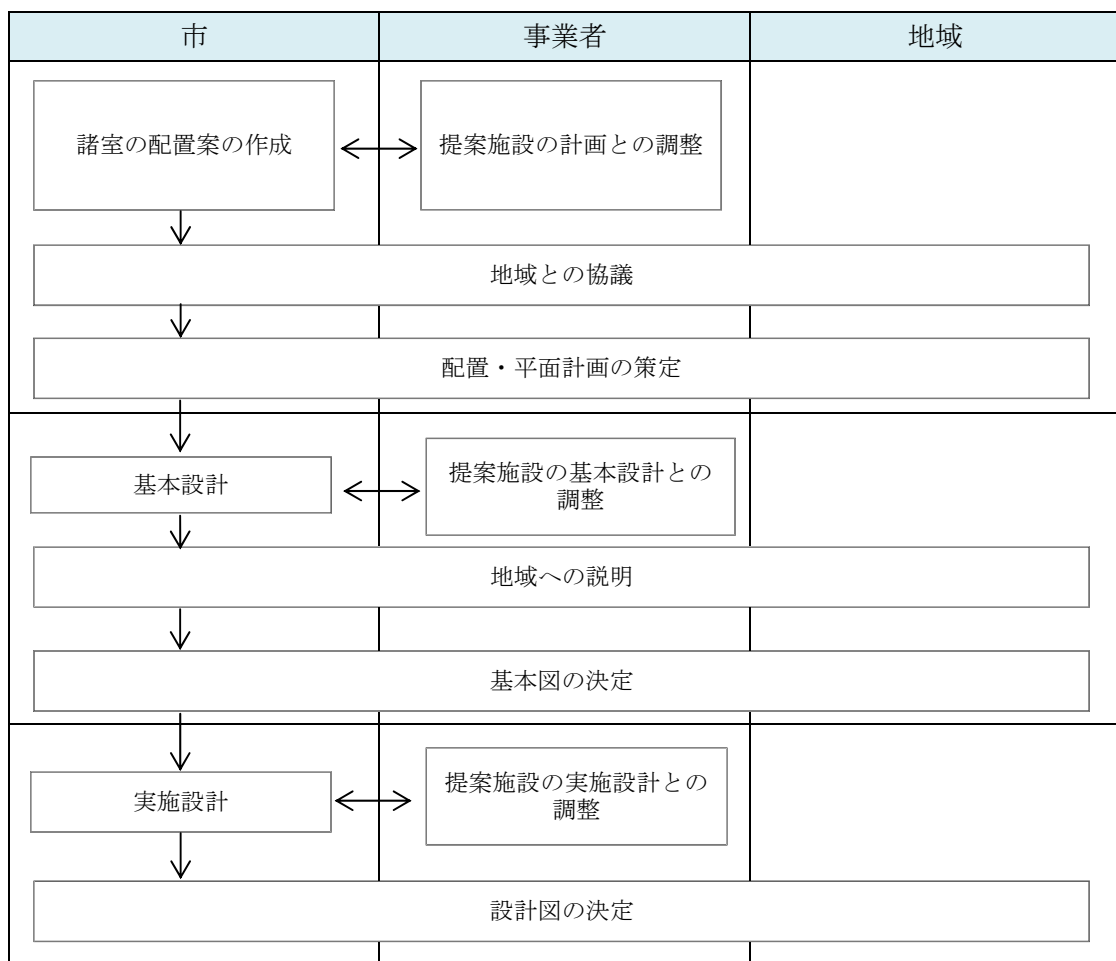 市
事業者
地域
諸室の配置案の作成
提案施設の計画との調整
地域との協議
配置・平面計画の策定
基本設計
提案施設の基本設計との
調整
地域への説明
基本図の決定
実施設計
提案施設の実施設計との
調整
設計図の決定